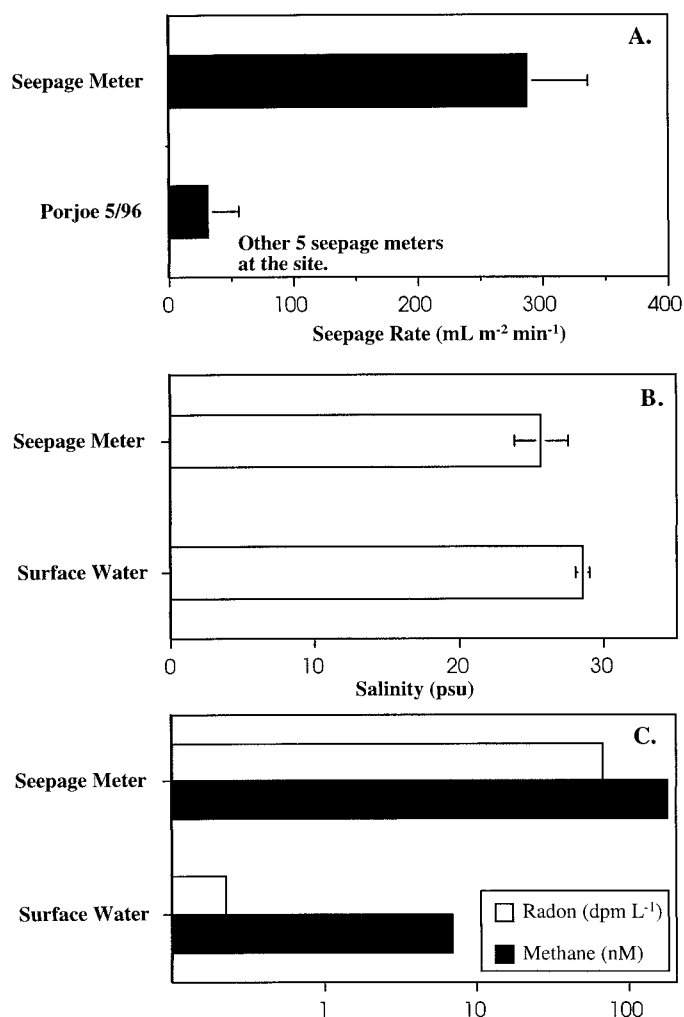 A.
Seepage Meter
Porjoe 5/96
Other 5 seepage meters
at the site.
0 100 200 300 400
Seepage Rate (mL m⁻² min⁻¹)
B.
Seepage Meter
Surface Water
0 10 20 30
Salinity (psu)
C.
Seepage Meter
Surface Water
Radon (dpm L⁻¹)
Methane (nM)
1 10 100